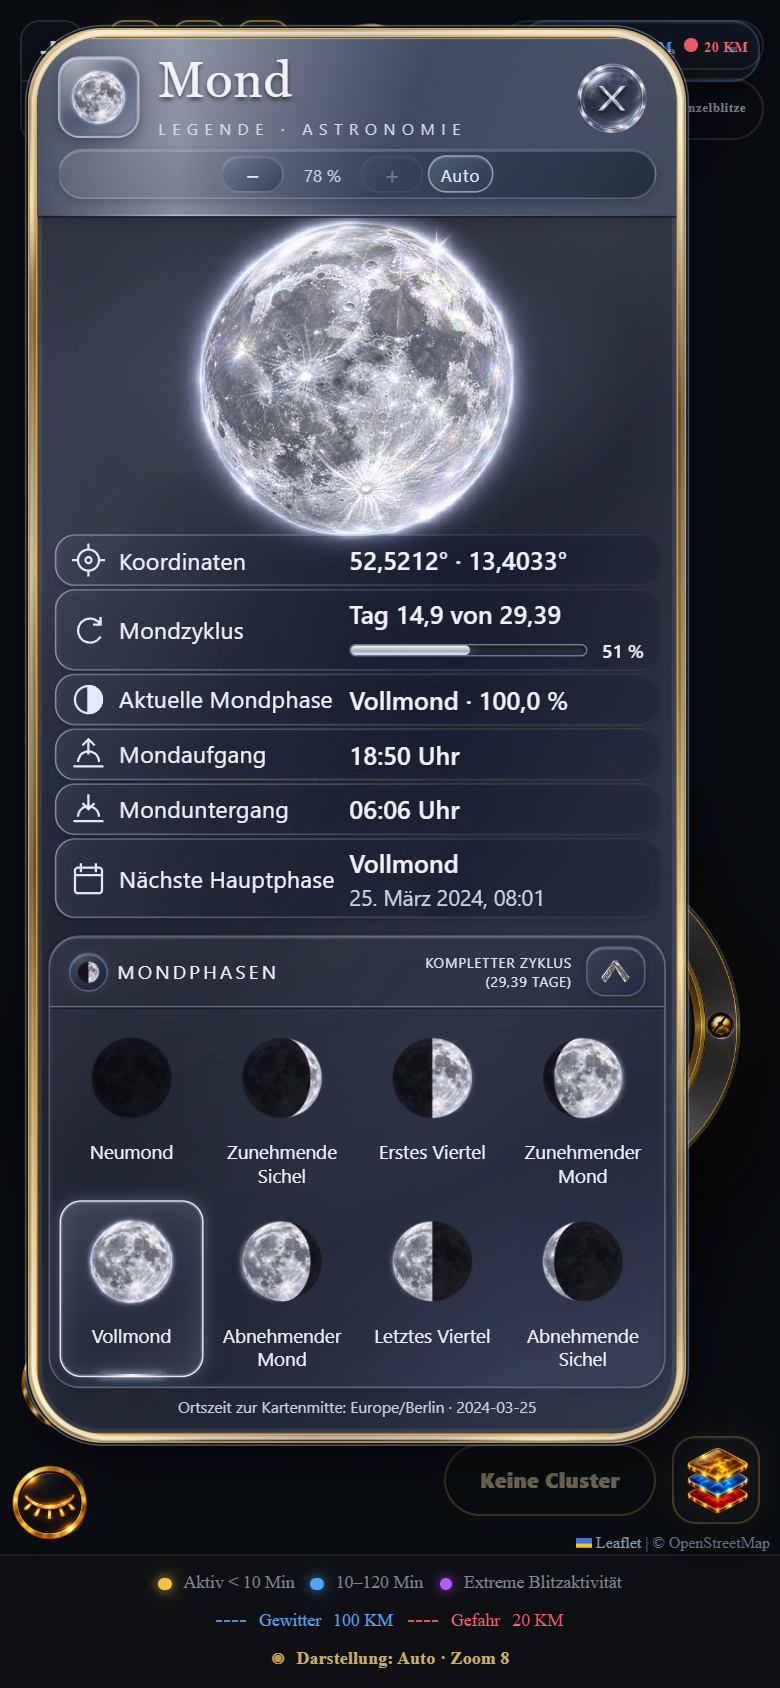 20 KM
Mond
LEGENDE · ASTRONOMIE
nzelblitze
− 78 % + Auto
Koordinaten 52,5212° · 13,4033°
Mondzyklus Tag 14,9 von 29,39
51 %
Aktuelle Mondphase Vollmond · 100,0 %
Mondaufgang 18:50 Uhr
Monduntergang 06:06 Uhr
Nächste Hauptphase Vollmond
25. März 2024, 08:01
MONDPHASEN KOMPLETTER ZYKLUS
(29,39 TAGE)
Neumond Zunehmende Sichel Erstes Viertel Zunehmender Mond
Vollmond Abnehmender Mond Letztes Viertel Abnehmende Sichel
Ortszeit zur Kartenmitte: Europe/Berlin · 2024-03-25
Keine Cluster
Leaflet | © OpenStreetMap
Aktiv < 10 Min 10–120 Min Extreme Blitzaktivität
Gewitter 100 KM Gefahr 20 KM
Darstellung: Auto · Zoom 8